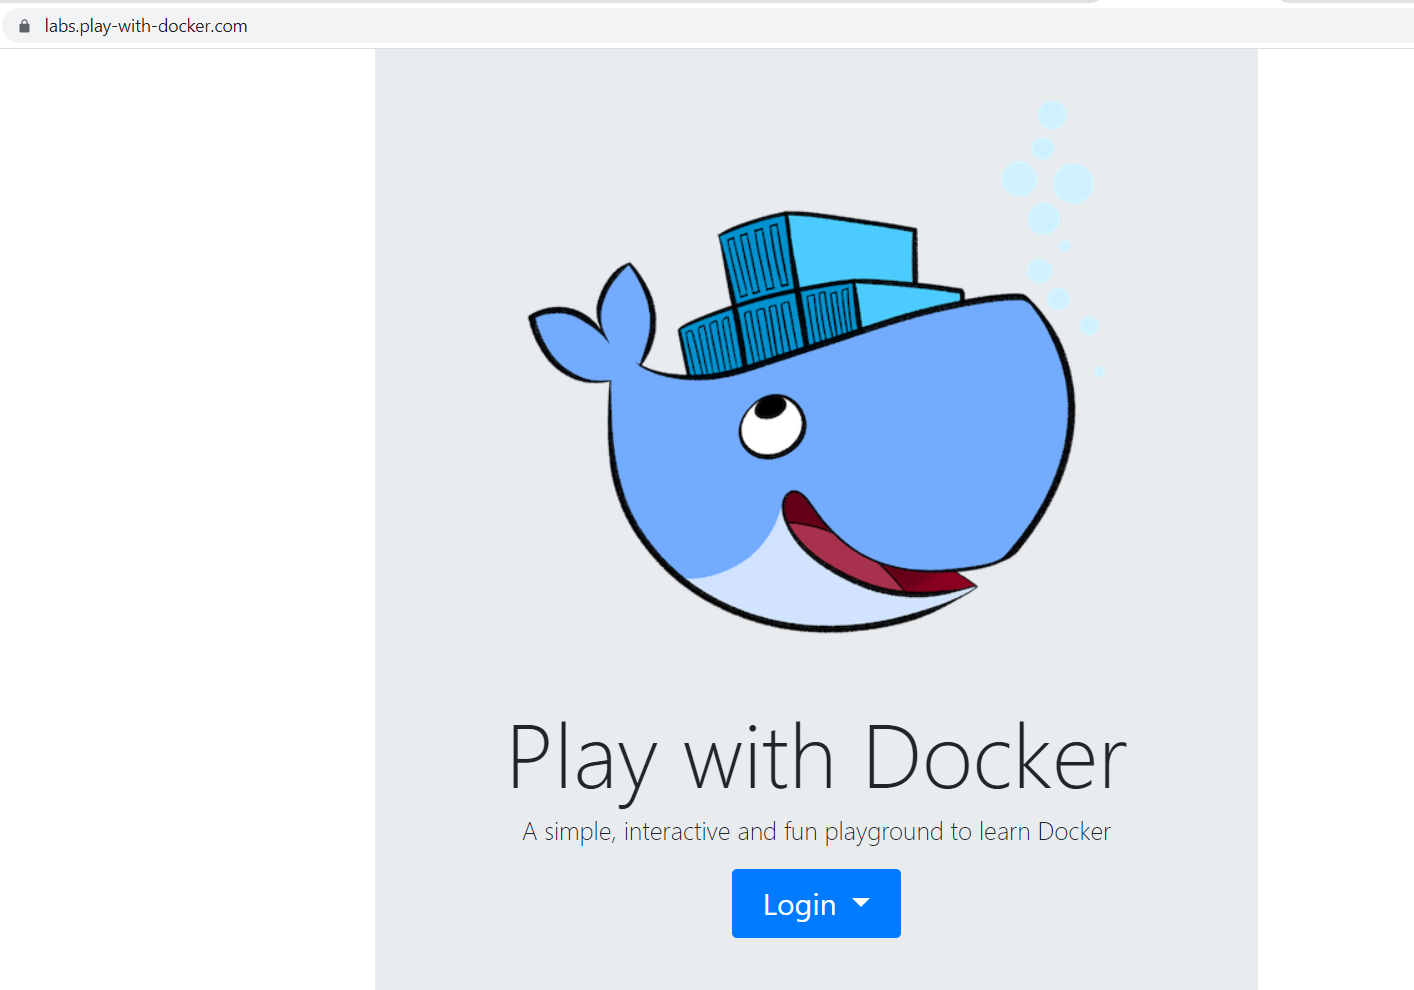 labs.play-with-docker.com
Play with Docker
A simple, interactive and fun playground to learn Docker
Login